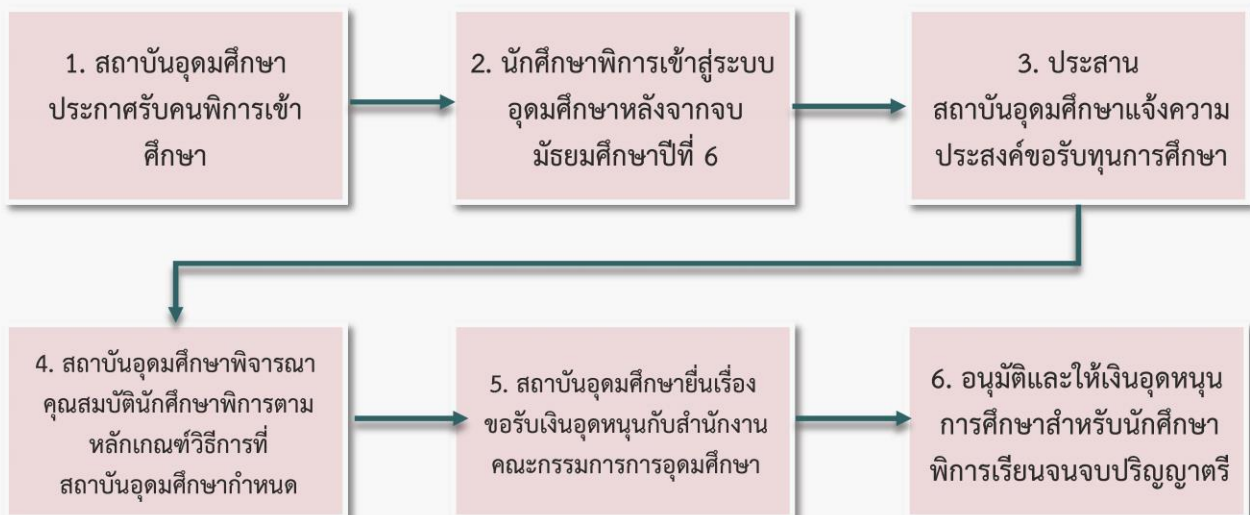 1. สถาบันอุดมศึกษา
ประกาศรับคนพิการเข้า
ศึกษา
2. นักศึกษาพิการเข้าสู่ระบบ
อุดมศึกษาหลังจากจบ
มัธยมศึกษาปีที่ 6
3. ประสาน
สถาบันอุดมศึกษาแจ้งความ
ประสงค์ขอรับทุนการศึกษา
4. สถาบันอุดมศึกษาพิจารณา
คุณสมบัตินักศึกษาพิการตาม
หลักเกณฑ์วิธีการที่
สถาบันอุดมศึกษากำหนด
5. สถาบันอุดมศึกษายื่นเรื่อง
ขอรับเงินอุดหนุนกับสำนักงาน
คณะกรรมการการอุดมศึกษา
6. อนุมัติและให้เงินอุดหนุน
การศึกษาสำหรับนักศึกษา
พิการเรียนจนจบปริญญาตรี